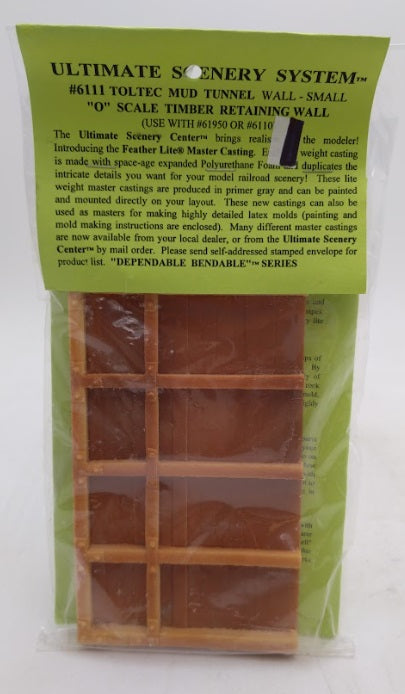 ULTIMATE SCENERY SYSTEM™
#6111 TOLTEC MUD TUNNEL WALL - SMALL
"O" SCALE TIMBER RETAINING WALL
(USE WITH #61950 OR #6110
The Ultimate Scenery Center™ brings the modeler!
Introducing the Feather Lite® Master Casting. weight casting
is made with space-age expanded Polyurethane Foam and duplicates the
intricate details you want for your model railroad scenery! These lite
weight master castings are produced in primer gray and can be painted
and mounted directly on your layout. These new castings can also be
used as masters for making highly detailed latex molds (painting and
mold making instructions are enclosed). Many different master castings
are now available from your local dealer, or from the Ultimate Scenery
Center™ by mail order. Please send self-addressed stamped envelope for
product list. "DEPENDABLE BENDABLE"™ SERIES